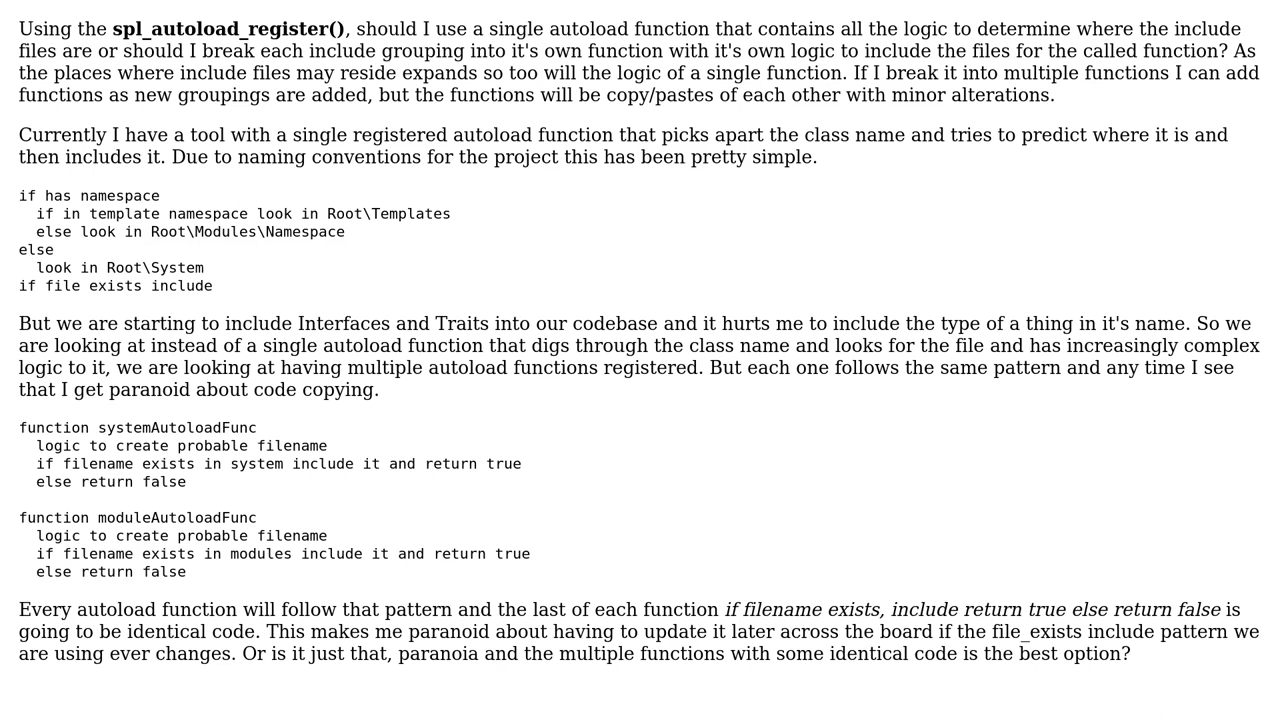 Using the spl_autoload_register(), should I use a single autoload function that contains all the logic to determine where the include
files are or should I break each include grouping into it's own function with it's own logic to include the files for the called function? As
the places where include files may reside expands so too will the logic of a single function. If I break it into multiple functions I can add
functions as new groupings are added, but the functions will be copy/pastes of each other with minor alterations.
Currently I have a tool with a single registered autoload function that picks apart the class name and tries to predict where it is and
then includes it. Due to naming conventions for the project this has been pretty simple.
if has namespace
  if in template namespace look in Root\Templates
  else look in Root\Modules\Namespace
else
  look in Root\System
if file exists include
But we are starting to include Interfaces and Traits into our codebase and it hurts me to include the type of a thing in it's name. So we
are looking at instead of a single autoload function that digs through the class name and looks for the file and has increasingly complex
logic to it, we are looking at having multiple autoload functions registered. But each one follows the same pattern and any time I see
that I get paranoid about code copying.
function systemAutoloadFunc
  logic to create probable filename
  if filename exists in system include it and return true
  else return false
function moduleAutoloadFunc
  logic to create probable filename
  if filename exists in modules include it and return true
  else return false
Every autoload function will follow that pattern and the last of each function if filename exists, include return true else return false is
going to be identical code. This makes me paranoid about having to update it later across the board if the file_exists include pattern we
are using ever changes. Or is it just that, paranoia and the multiple functions with some identical code is the best option?